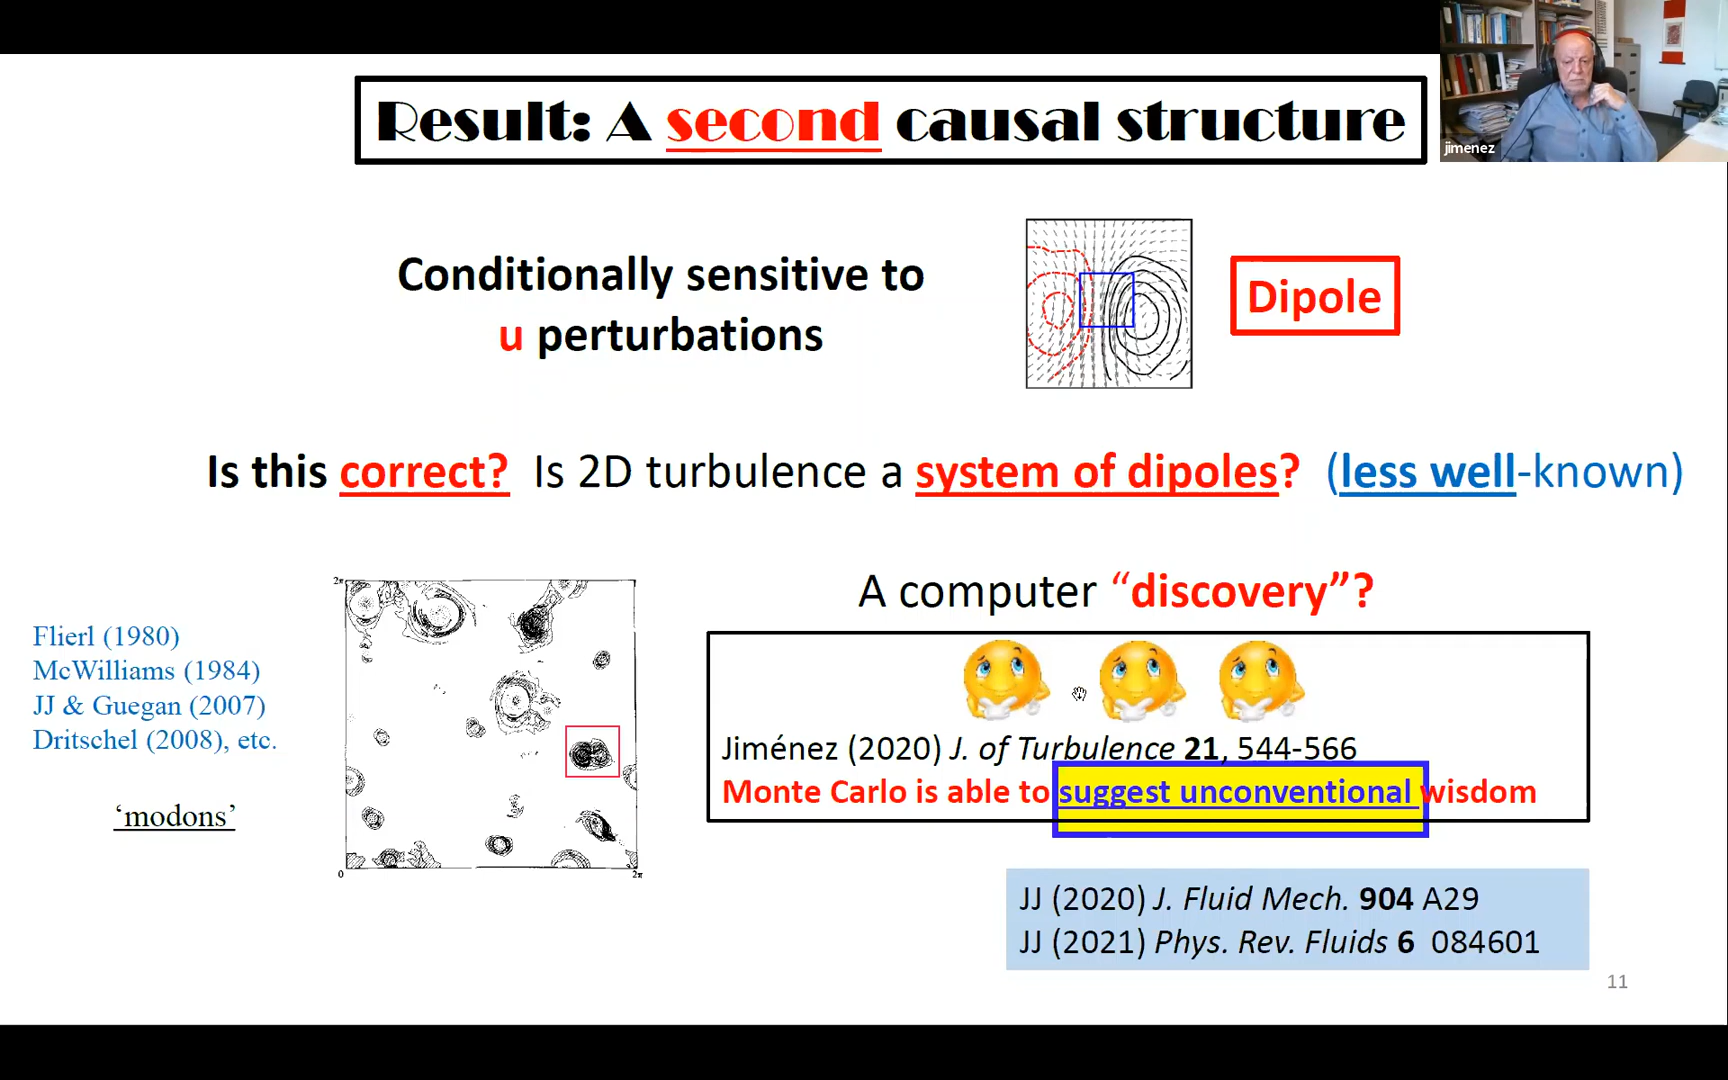 Result: A second causal structure
jimenez
Conditionally sensitive to
u perturbations
Dipole
Is this correct? Is 2D turbulence a system of dipoles? (less well-known)
Flierl (1980)
McWilliams (1984)
JJ & Guegan (2007)
Dritschel (2008), etc.
‘modons’
2π
0
2π
A computer “discovery”?
Jiménez (2020) J. of Turbulence 21, 544-566
Monte Carlo is able to suggest unconventional wisdom
JJ (2020) J. Fluid Mech. 904 A29
JJ (2021) Phys. Rev. Fluids 6 084601
11